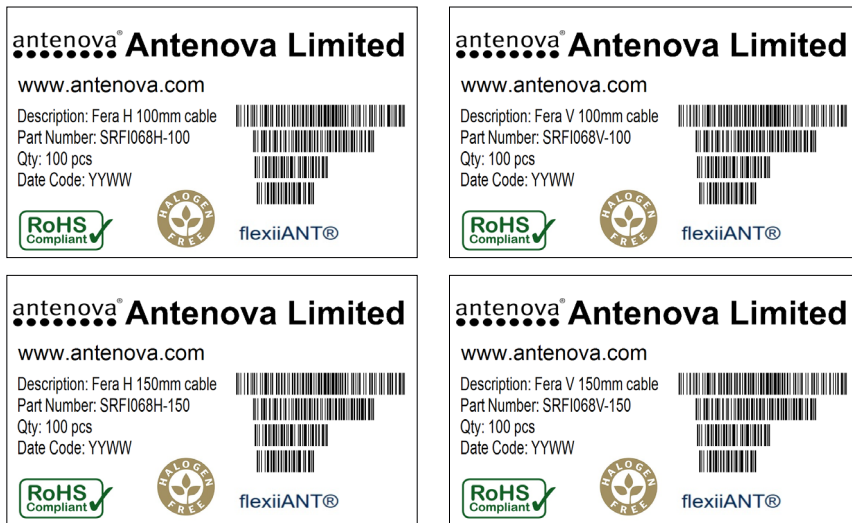 antenova® Antenova Limited
www.antenova.com
Description: Fera H 100mm cable
Part Number: SRFI068H-100
Qty: 100 pcs
Date Code: YYWW
RoHS
Compliant
HALOGEN
FREE
flexiiANT®
antenova® Antenova Limited
www.antenova.com
Description: Fera V 100mm cable
Part Number: SRFI068V-100
Qty: 100 pcs
Date Code: YYWW
RoHS
Compliant
HALOGEN
FREE
flexiiANT®
antenova® Antenova Limited
www.antenova.com
Description: Fera H 150mm cable
Part Number: SRFI068H-150
Qty: 100 pcs
Date Code: YYWW
RoHS
Compliant
HALOGEN
FREE
flexiiANT®
antenova® Antenova Limited
www.antenova.com
Description: Fera V 150mm cable
Part Number: SRFI068V-150
Qty: 100 pcs
Date Code: YYWW
RoHS
Compliant
HALOGEN
FREE
flexiiANT®